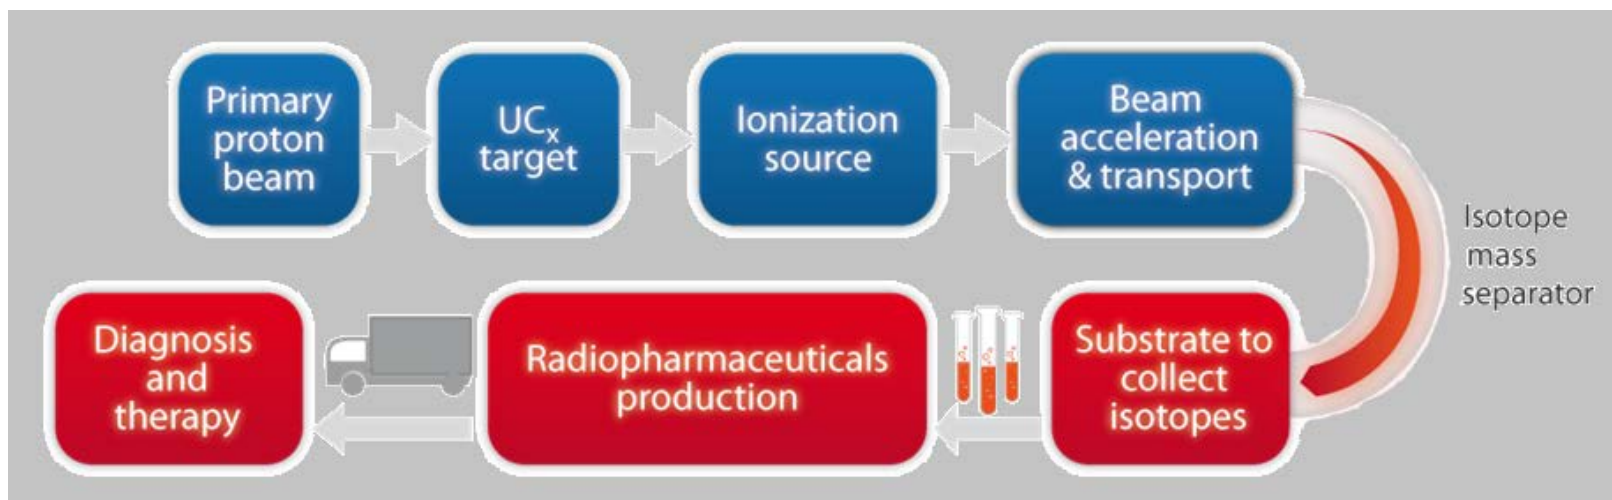 Primary
proton
beam
UCₓ
target
Ionization
source
Beam
acceleration
& transport
Isotope
mass
separator
Substrate to
collect
isotopes
Radiopharmaceuticals
production
Diagnosis
and
therapy